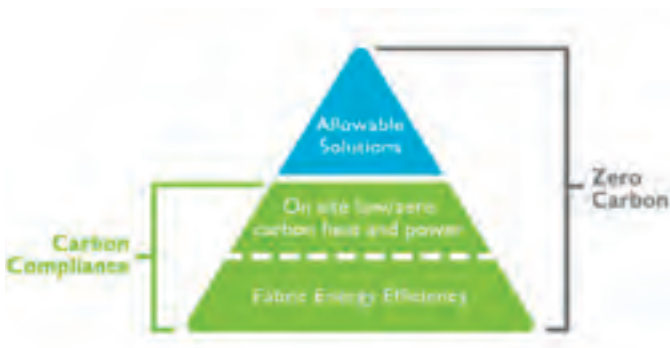 Allowable
Solutions
On site low/zero
carbon heat and power
Fabric Energy Efficiency
Carbon
Compliance
Zero
Carbon